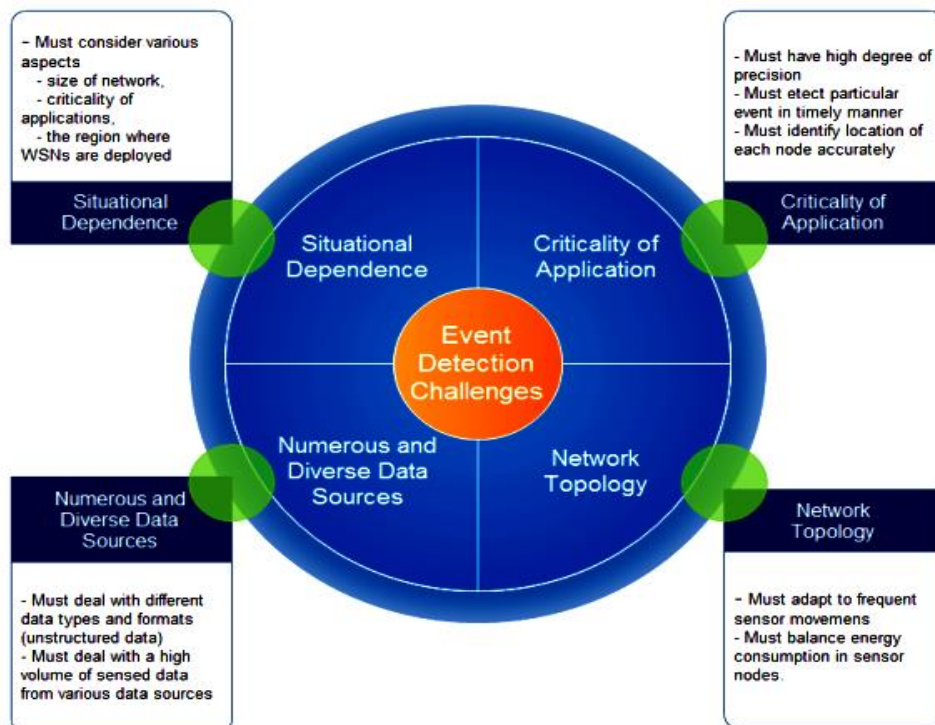 - Must consider various
aspects
- size of network,
- criticality of
applications,
- the region where
WSNs are deployed
Situational
Dependence
- Must have high degree of
precision
- Must etect particular
event in timely manner
- Must identify location of
each node accurately
Criticality of
Application
Situational
Dependence
Criticality of
Application
Event
Detection
Challenges
Numerous and
Diverse Data
Sources
Network
Topology
Numerous and
Diverse Data
Sources
- Must deal with different
data types and formats
(unstructured data)
- Must deal with a high
volume of sensed data
from various data sources
Network
Topology
- Must adapt to frequent
sensor movemens
- Must balance energy
consumption in sensor
nodes.